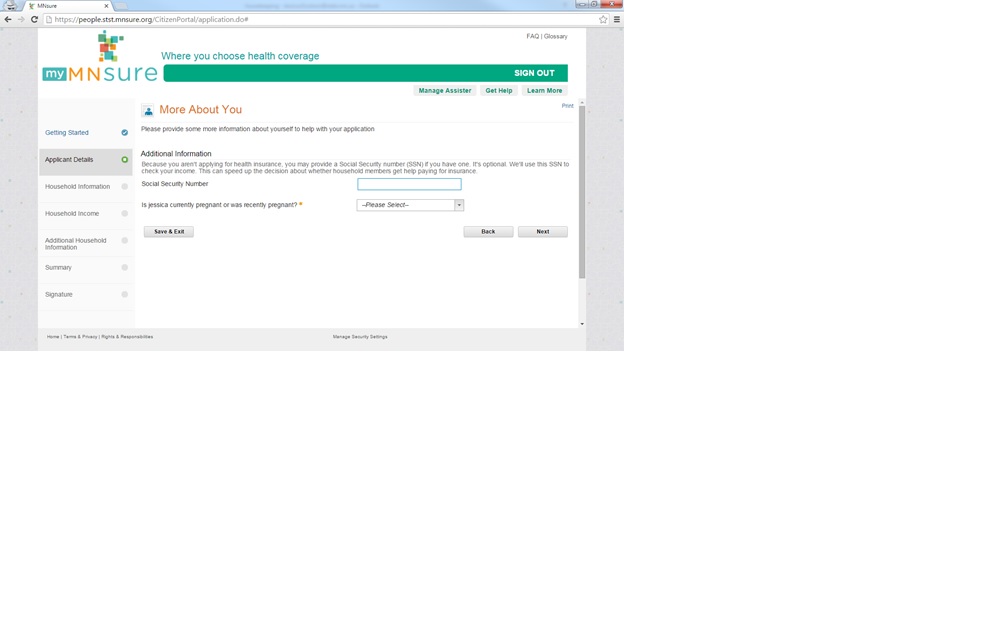 MNsure
https://people.stst.mnsure.org/CitizenPortal/application.do#
FAQ | Glossary
Where you choose health coverage
my MNsure
SIGN OUT
Manage Assister Get Help Learn More
More About You
Print
Please provide some more information about yourself to help with your application
Getting Started
Applicant Details
Household Information
Household Income
Additional Household
Information
Summary
Signature
Additional Information
Because you aren't applying for health insurance, you may provide a Social Security number (SSN) if you have one. It's optional. We'll use this SSN to
check your income. This can speed up the decision about whether household members get help paying for insurance.
Social Security Number
Is jessica currently pregnant or was recently pregnant? * --Please Select--
Save & Exit Back Next
Home | Terms & Privacy | Rights & Responsibilities Manage Security Settings